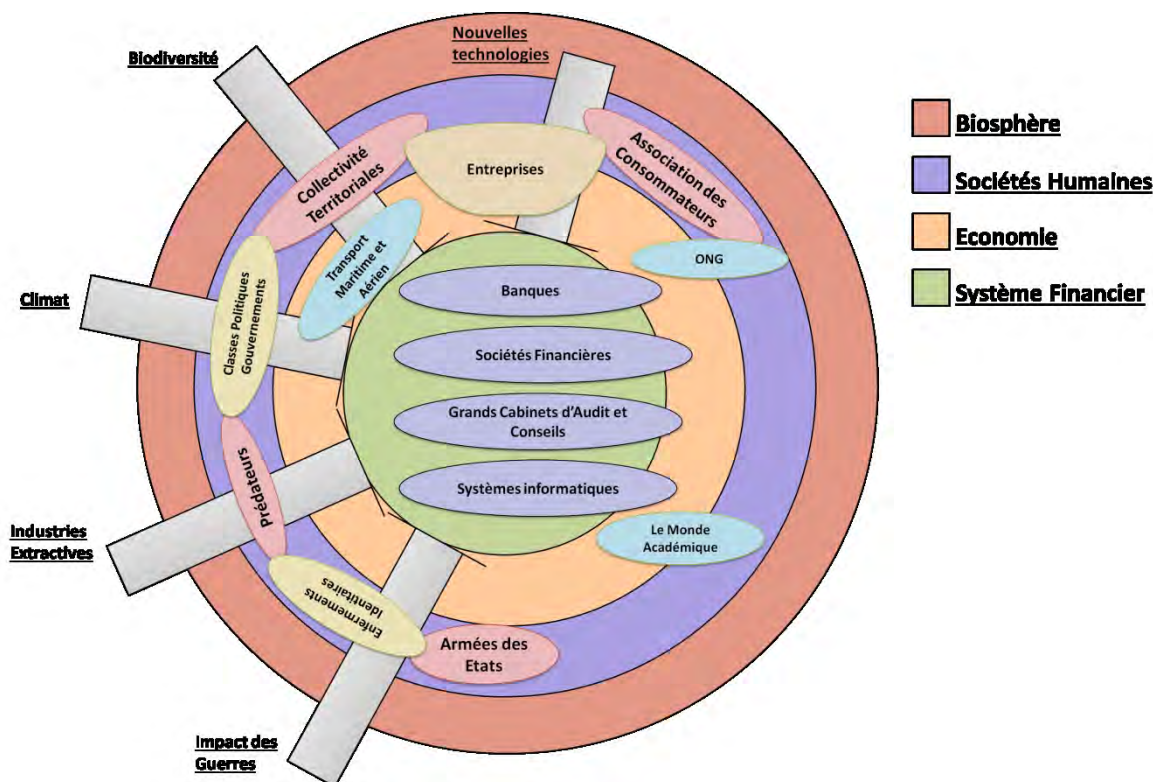 Nouvelles
technologies
Biodiversité
Biosphère
Sociétés Humaines
Economie
Système Financier
Collectivité
Territoriales
Entreprises
Association des
Consommateurs
Transport
Maritime et
Aérien
ONG
Climat
Classes Politiques
Gouvernements
Banques
Sociétés Financières
Grands Cabinets d'Audit et
Conseils
Systèmes informatiques
Prédateurs
Industries
Extractives
Le Monde
Académique
Enfermements
Identitaires
Armées des
Etats
Impact des
Guerres